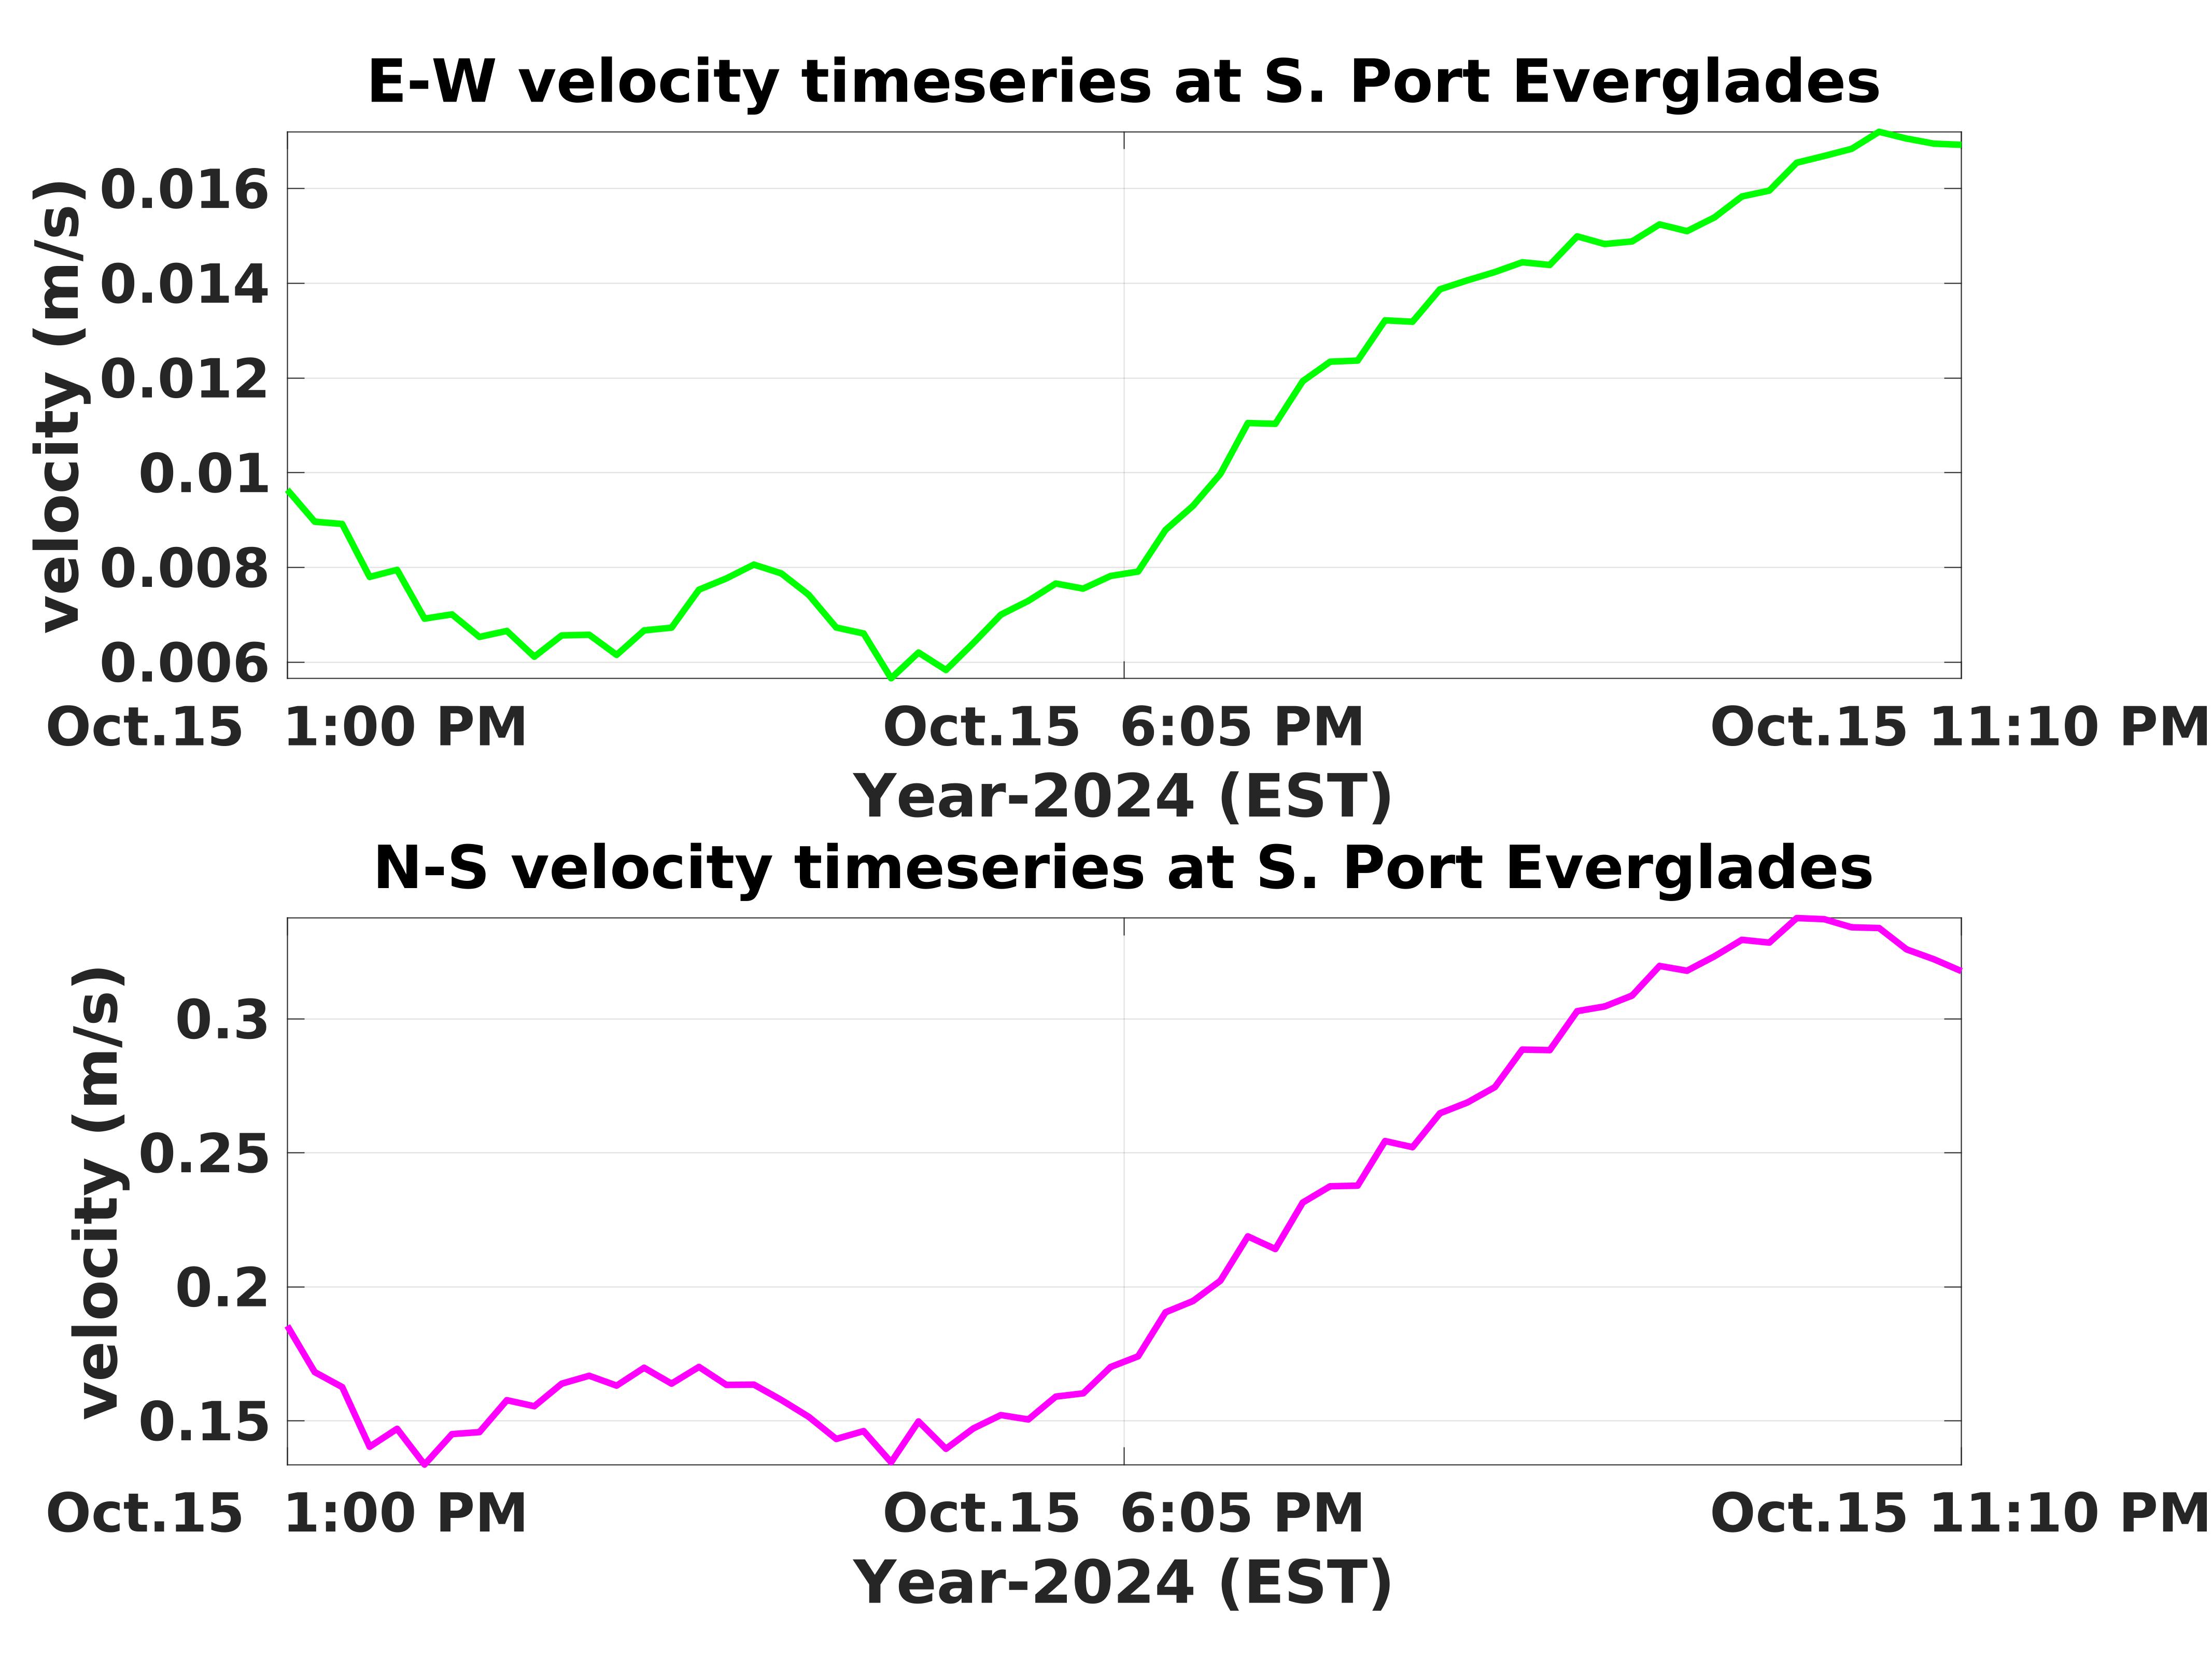 E-W velocity timeseries at S. Port Everglades
velocity (m/s)
0.016
0.014
0.012
0.01
0.008
0.006
Oct.15 1:00 PM
Oct.15 6:05 PM
Oct.15 11:10 PM
Year-2024 (EST)
N-S velocity timeseries at S. Port Everglades
velocity (m/s)
0.3
0.25
0.2
0.15
Oct.15 1:00 PM
Oct.15 6:05 PM
Oct.15 11:10 PM
Year-2024 (EST)